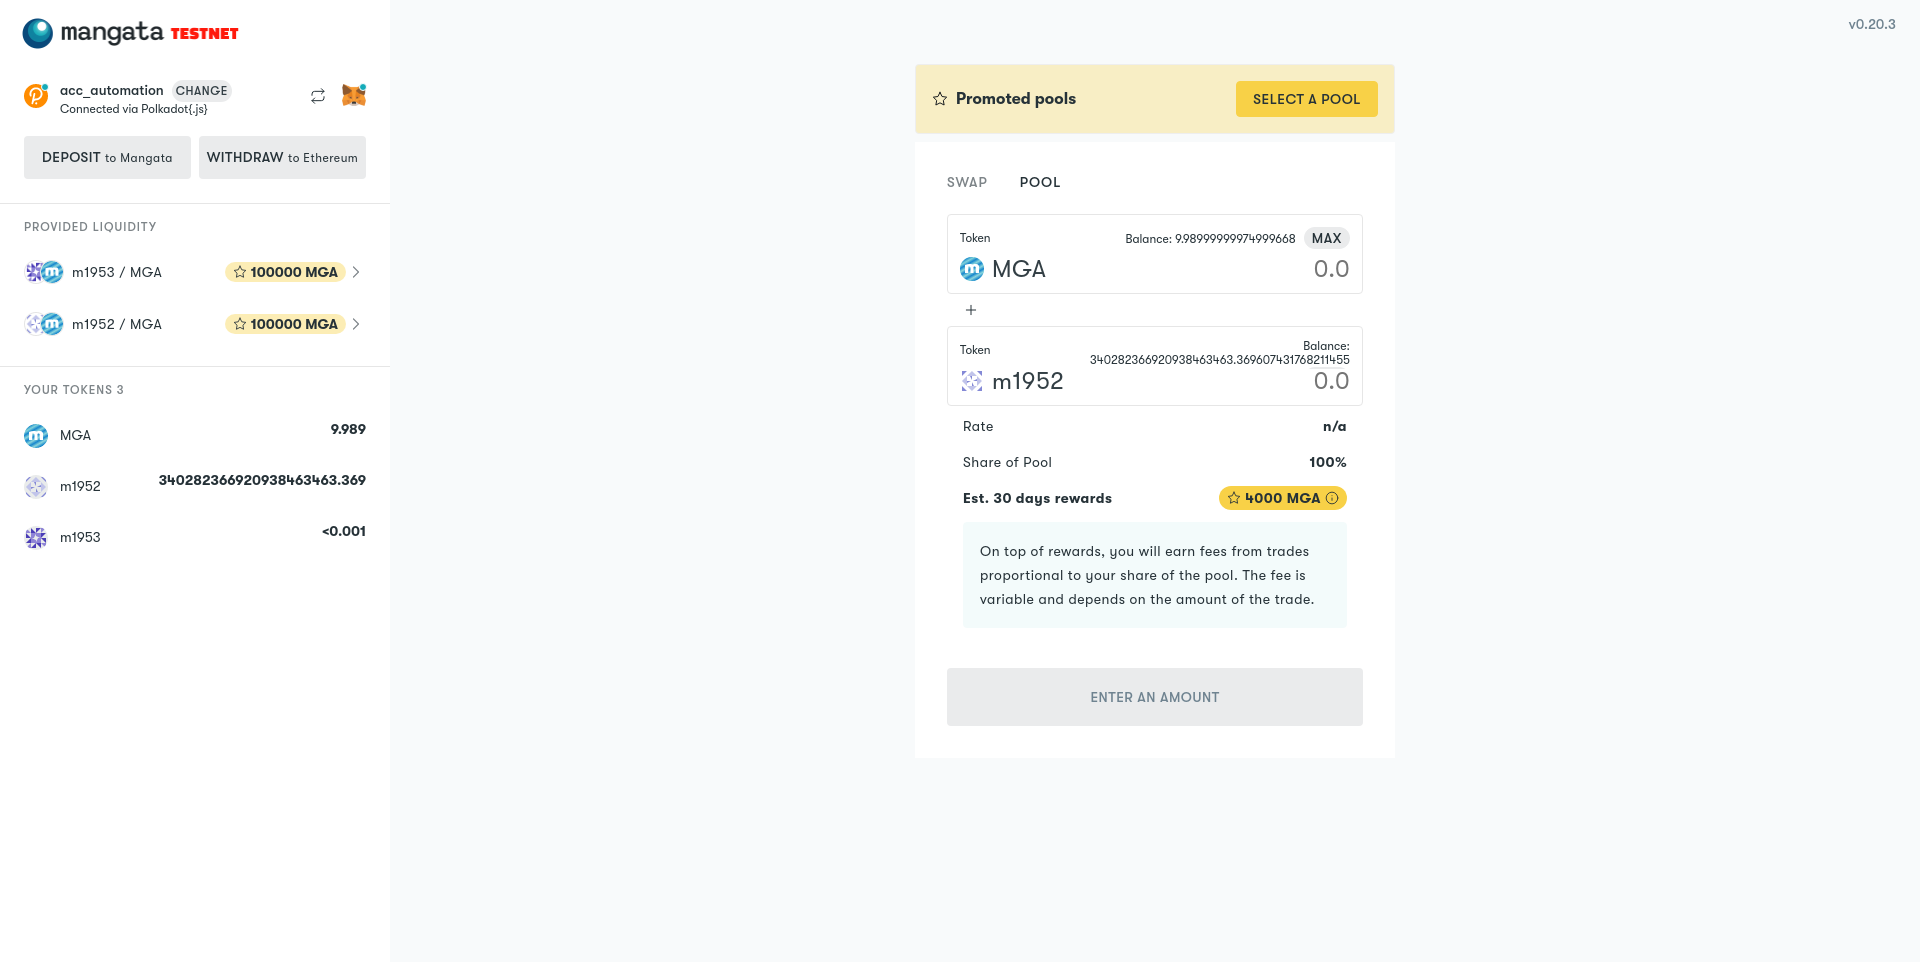 mangata TESTNET
v0.20.3
acc_automation CHANGE
Connected via Polkadot{.js}
DEPOSIT to Mangata
WITHDRAW to Ethereum
PROVIDED LIQUIDITY
m1953 / MGA 100000 MGA
m1952 / MGA 100000 MGA
YOUR TOKENS 3
MGA 9.989
m1952 340282366920938463463.369
m1953 <0.001
Promoted pools SELECT A POOL
SWAP POOL
Token Balance: 9.98999999974999668 MAX
MGA 0.0
Token Balance:
340282366920938463463.369607431768211455
m1952 0.0
Rate n/a
Share of Pool 100%
Est. 30 days rewards 4000 MGA
On top of rewards, you will earn fees from trades
proportional to your share of the pool. The fee is
variable and depends on the amount of the trade.
ENTER AN AMOUNT